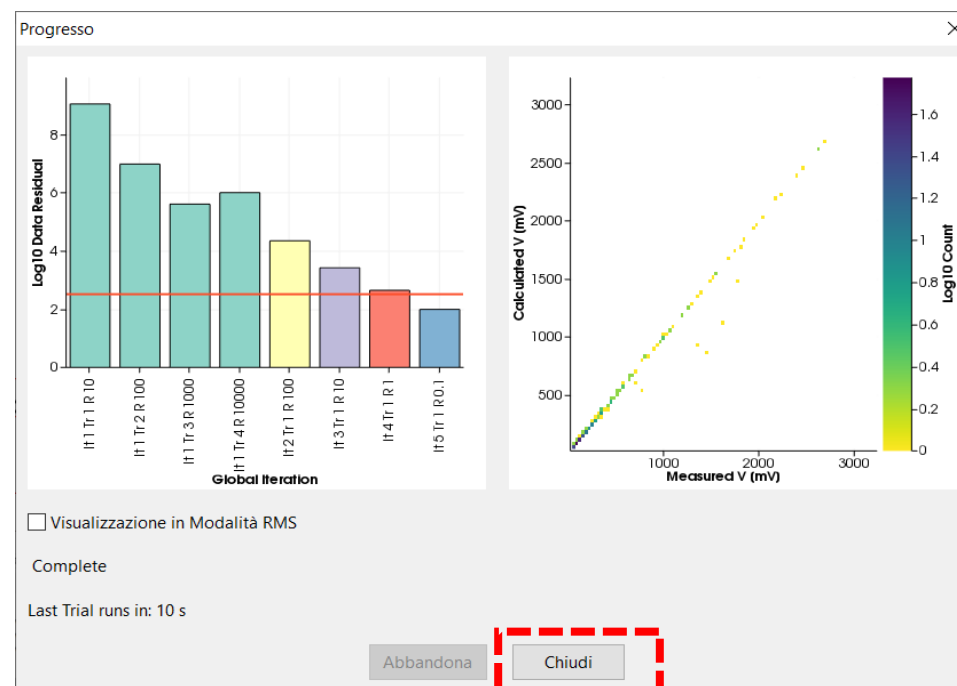 Progresso
8
6
4
2
0
Log10 Data Residual
It 1 Tr 1 R 10
It 1 Tr 2 R 100
It 1 Tr 3 R 1000
It 1 Tr 4 R 10000
It 2 Tr 1 R 100
It 3 Tr 1 R 10
It 4 Tr 1 R 1
It 5 Tr 1 R 0.1
Global Iteration
3000
2500
2000
1500
1000
500
Calculated V (mV)
1000 2000 3000
Measured V (mV)
1.6
1.4
1.2
1
0.8
0.6
0.4
0.2
0
Log10 Count
Visualizzazione in Modalità RMS
Complete
Last Trial runs in: 10 s
Abbandona Chiudi